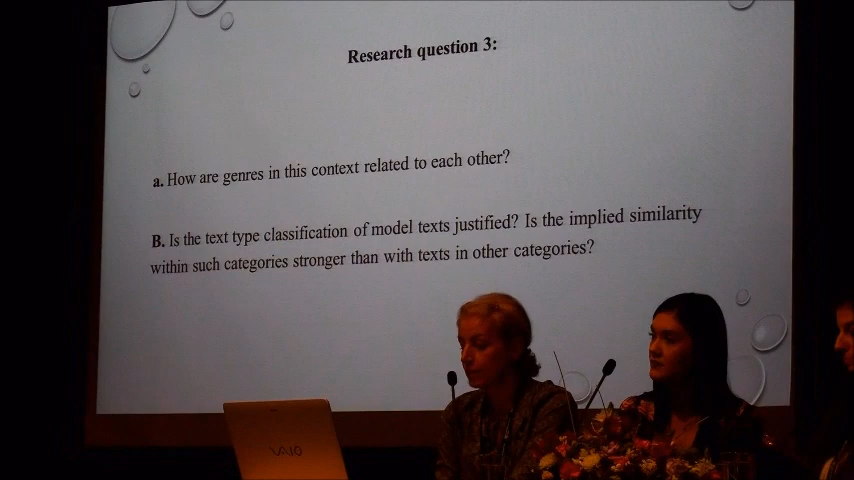 Research question 3:
a. How are genres in this context related to each other?
B. Is the text type classification of model texts justified? Is the implied similarity
within such categories stronger than with texts in other categories?
VAIO